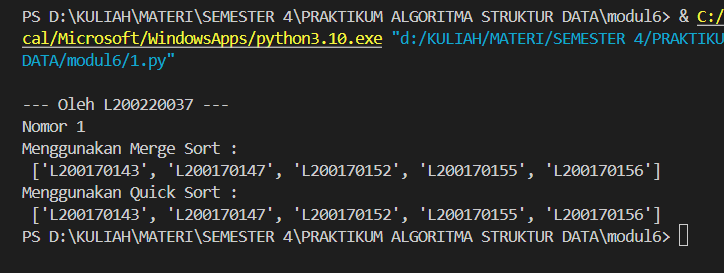 PS D:\KULIAH\MATERI\SEMESTER 4\PRAKTIKUM ALGORITMA STRUKTUR DATA\modul6> & C:/
cal/Microsoft/WindowsApps/python3.10.exe "d:/KULIAH/MATERI/SEMESTER 4/PRAKTIKU
DATA/modul6/1.py"
--- Oleh L200220037 ---
Nomor 1
Menggunakan Merge Sort :
['L200170143', 'L200170147', 'L200170152', 'L200170155', 'L200170156']
Menggunakan Quick Sort :
['L200170143', 'L200170147', 'L200170152', 'L200170155', 'L200170156']
PS D:\KULIAH\MATERI\SEMESTER 4\PRAKTIKUM ALGORITMA STRUKTUR DATA\modul6>